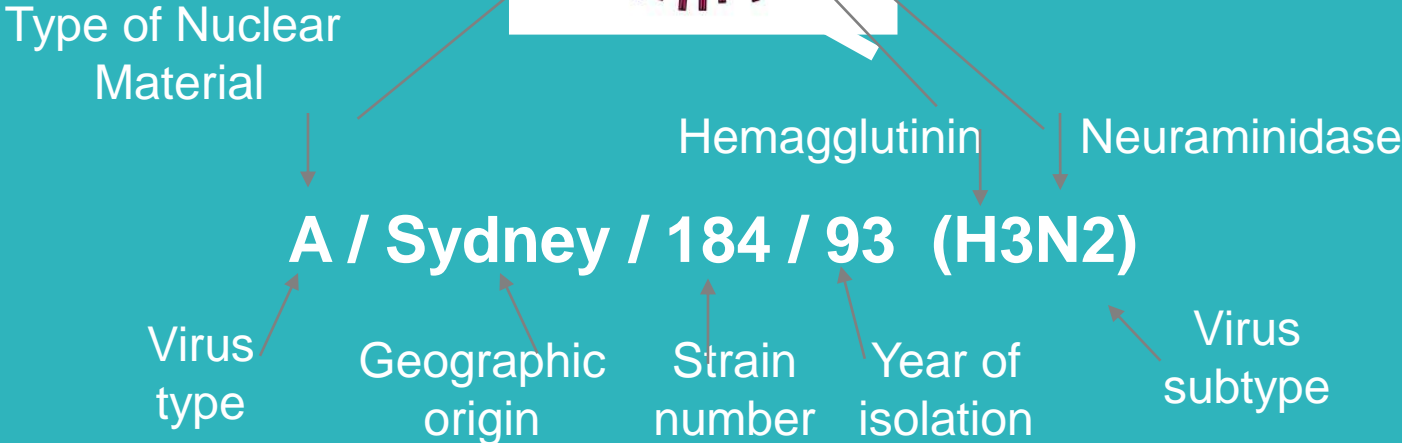 Type of Nuclear
Material
Hemagglutinin
Neuraminidase
A / Sydney / 184 / 93 (H3N2)
Virus
type
Geographic
origin
Strain
number
Year of
isolation
Virus
subtype